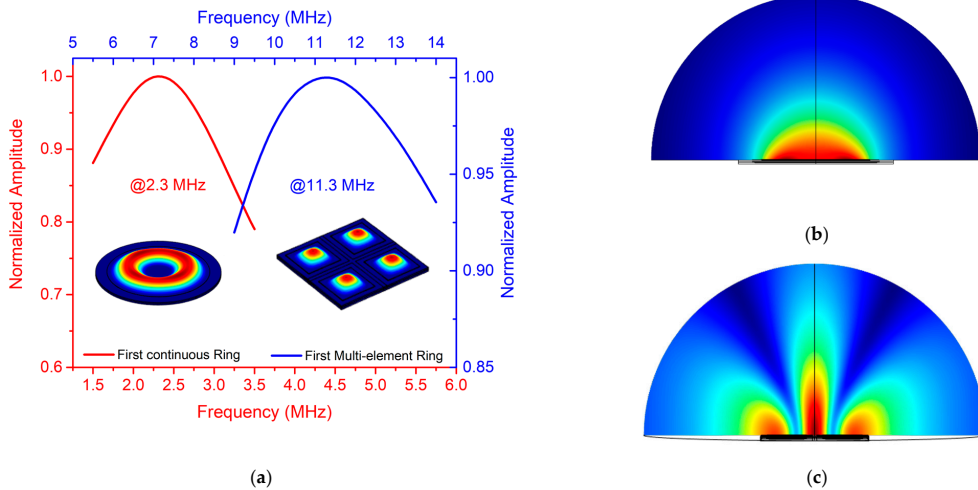 Frequency (MHz)
5 6 7 8 9 10 11 12 13 14
Normalized Amplitude
1.0
0.9
0.8
0.7
0.6
@2.3 MHz
@11.3 MHz
First continuous Ring
First Multi-element Ring
1.00
0.95
0.90
0.85
Normalized Amplitude
1.5 2.0 2.5 3.0 3.5 4.0 4.5 5.0 5.5 6.0
Frequency (MHz)
(a)
(b)
(c)